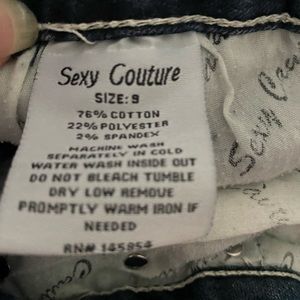 Sexy Couture
SIZE: 9
76% COTTON
22% POLYESTER
2% SPANDEX
MACHINE WASH
SEPARATELY IN COLD
WATER WASH INSIDE OUT
DO NOT BLEACH TUMBLE
DRY LOW REMOVE
PROMPTLY WARM IRON IF
NEEDED
RN# 145854
Sexy